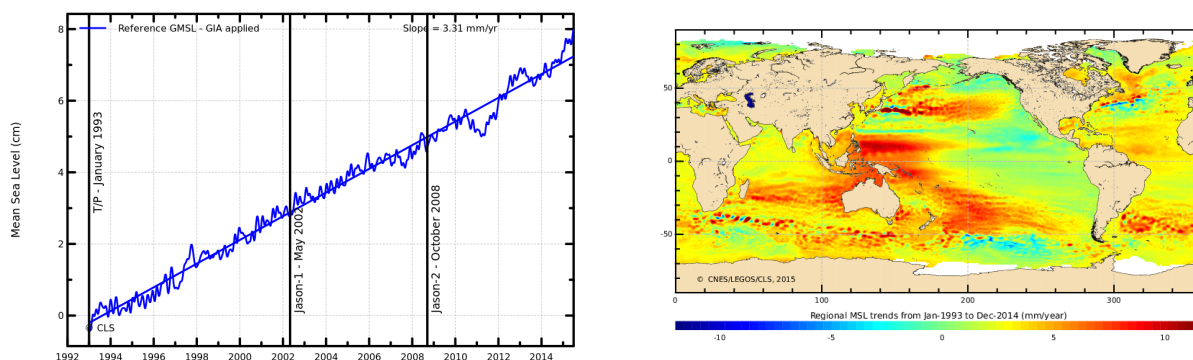 Reference GMSL - GIA applied
Slope = 3.31 mm/yr
Mean Sea Level (cm)
8
6
4
2
0
T/P - January 1993
Jason-1 - May 2002
Jason-2 - October 2008
© CLS
1992 1994 1996 1998 2000 2002 2004 2006 2008 2010 2012 2014
50
0
-50
© CNES/LEGOS/CLS, 2015
0 100 200 300
Regional MSL trends from Jan-1993 to Dec-2014 (mm/year)
-10 -5 0 5 10